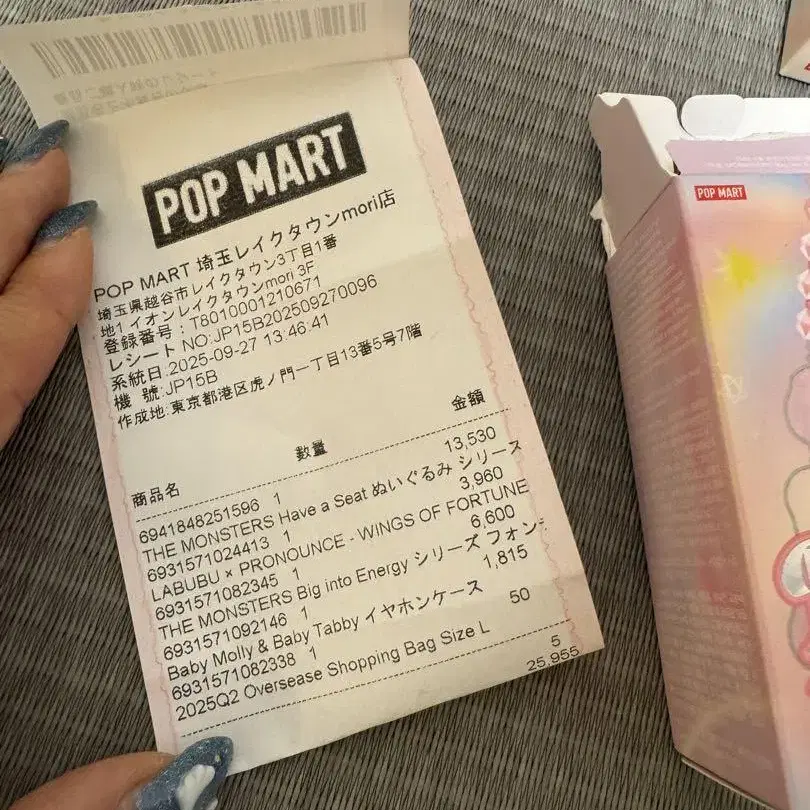 POP MART
POP MART 埼玉レイクタウンmori店
埼玉県越谷市レイクタウン3丁目1番
地1 イオンレイクタウンmori 3F
登録番号：T8010001210671
レシート NO:JP15B202509270096
系統日:2025-09-27 13:46:41
機 號:JP15B
作成地:東京都港区虎ノ門一丁目13番5号7階
商品名 数量 金額
6941848251596 1 13,530
THE MONSTERS Have a Seat ぬいぐるみ シリーズ
6931571024413 1 3,960
LABUBU × PRONOUNCE - WINGS OF FORTUNE
6931571082345 1 6,600
THE MONSTERS Big into Energy シリーズ フォン
6931571092146 1 1,815
Baby Molly & Baby Tabby イヤホンケース
6931571082338 1 50
2025Q2 Oversease Shopping Bag Size L
5
25,955
POP MART